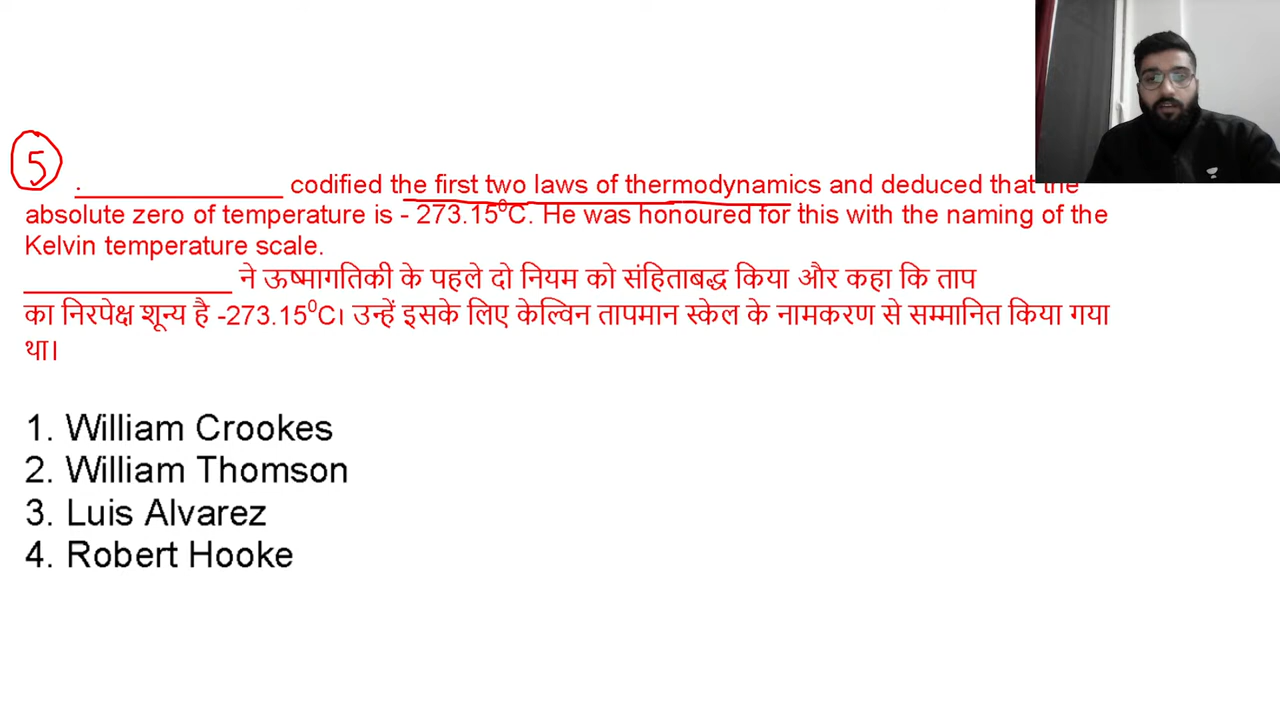 5
. ______________ codified the first two laws of thermodynamics and deduced that the
absolute zero of temperature is - 273.15⁰C. He was honoured for this with the naming of the
Kelvin temperature scale.
______________ ने ऊष्मागतिकी के पहले दो नियम को संहिताबद्ध किया और कहा कि ताप
का निरपेक्ष शून्य है -273.15⁰C। उन्हें इसके लिए केल्विन तापमान स्केल के नामकरण से सम्मानित किया गया
था।
1. William Crookes
2. William Thomson
3. Luis Alvarez
4. Robert Hooke